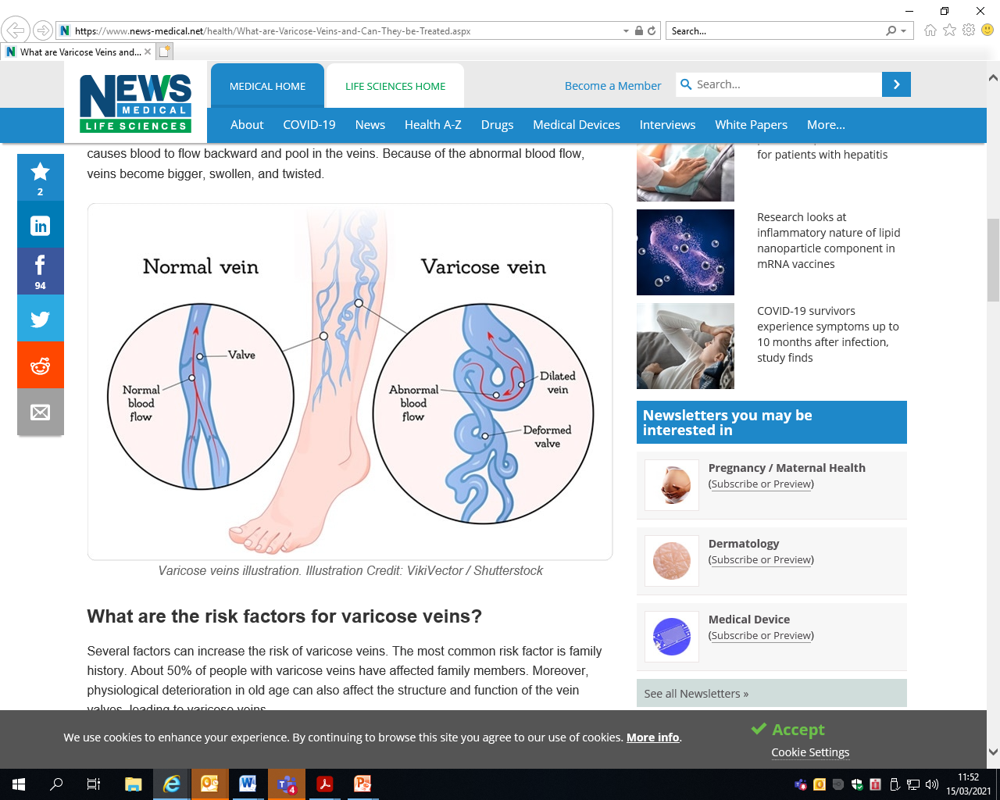 https://www.news-medical.net/health/What-are-Varicose-Veins-and-Can-They-be-Treated.aspx
Search...
What are Varicose Veins and...
NEWS
MEDICAL
LIFE SCIENCES
MEDICAL HOME
LIFE SCIENCES HOME
Become a Member
Search...
About
COVID-19
News
Health A-Z
Drugs
Medical Devices
Interviews
White Papers
More...
2
94
causes blood to flow backward and pool in the veins. Because of the abnormal blood flow,
veins become bigger, swollen, and twisted.
Normal vein
Varicose vein
Valve
Normal
blood
flow
Abnormal
blood
flow
Dilated
vein
Deformed
valve
Varicose veins illustration. Illustration Credit: VikiVector / Shutterstock
What are the risk factors for varicose veins?
Several factors can increase the risk of varicose veins. The most common risk factor is family
history. About 50% of people with varicose veins have affected family members. Moreover,
physiological deterioration in old age can also affect the structure and function of the vein
valves, leading to varicose veins.
for patients with hepatitis
Research looks at
inflammatory nature of lipid
nanoparticle component in
mRNA vaccines
COVID-19 survivors
experience symptoms up to
10 months after infection,
study finds
Newsletters you may be
interested in
Pregnancy / Maternal Health
(Subscribe or Preview)
Dermatology
(Subscribe or Preview)
Medical Device
(Subscribe or Preview)
See all Newsletters »
We use cookies to enhance your experience. By continuing to browse this site you agree to our use of cookies. More info.
Accept
Cookie Settings
4
11:52
15/03/2021